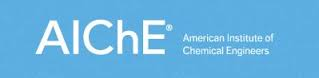 AIChE®
American Institute of
Chemical Engineers